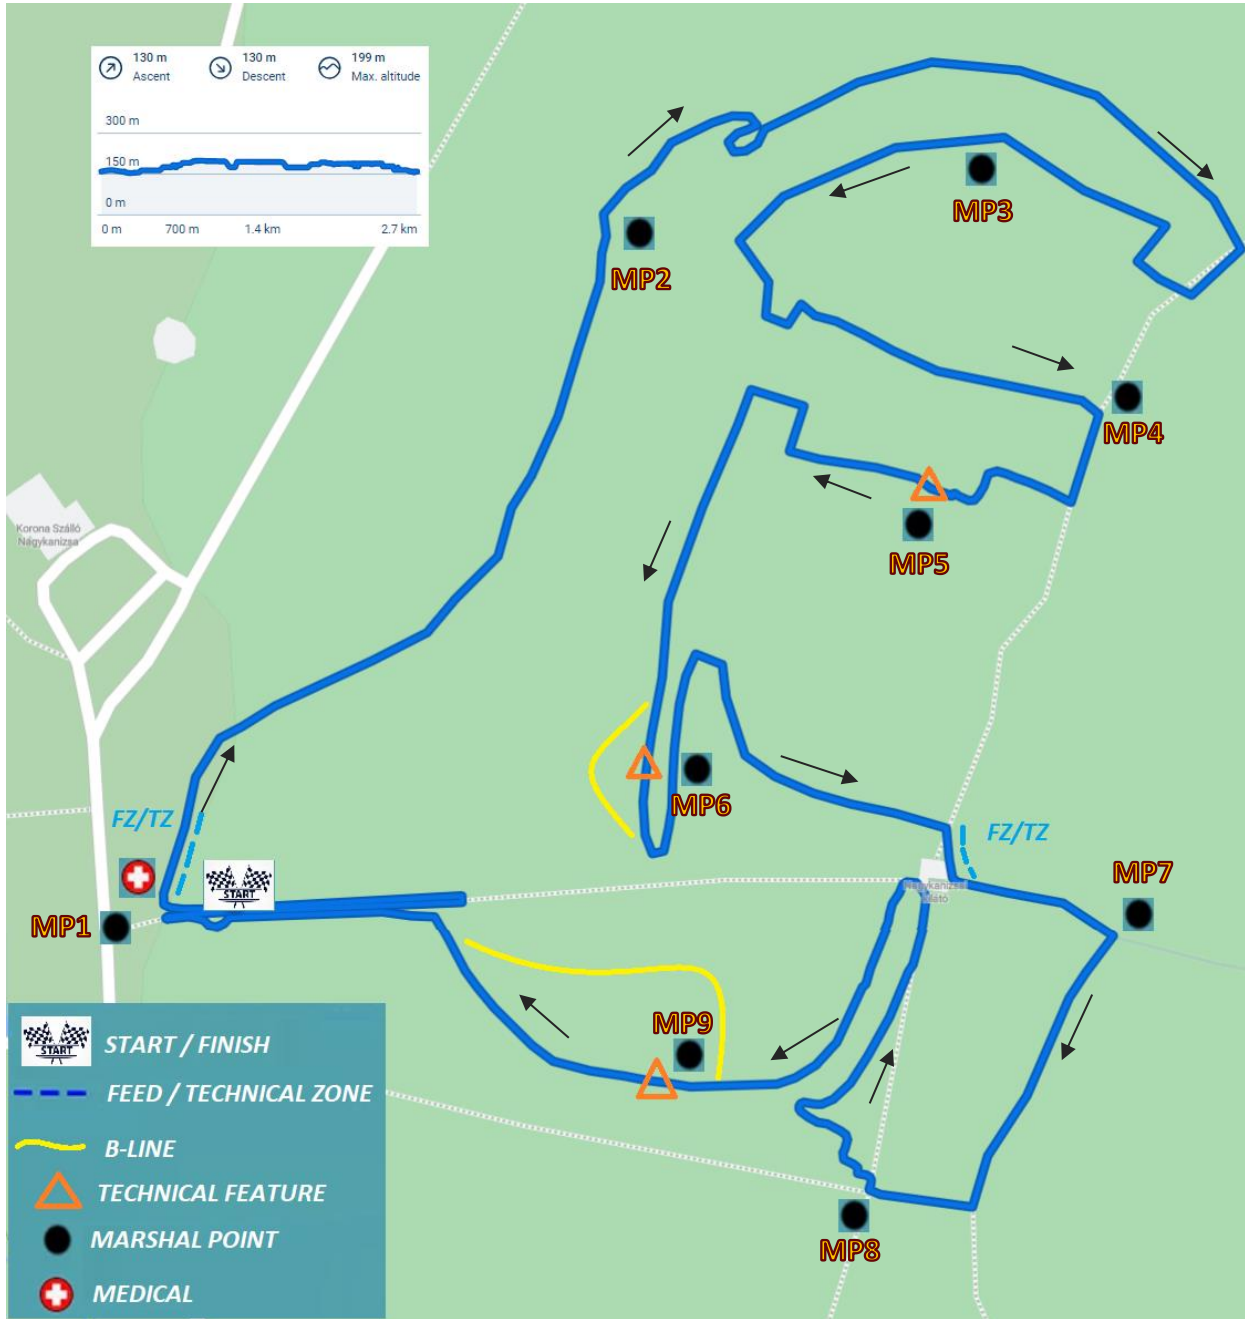 130 m
Ascent
130 m
Descent
199 m
Max. altitude
300 m
150 m
0 m
0 m
700 m
1.4 km
2.7 km
MP3
MP2
MP4
Korona Szálló
Nagykanizsa
MP5
MP6
FZ/TZ
FZ/TZ
START
MP7
MP1
MP9
MP8
START
START / FINISH
FEED / TECHNICAL ZONE
B-LINE
TECHNICAL FEATURE
MARSHAL POINT
MEDICAL